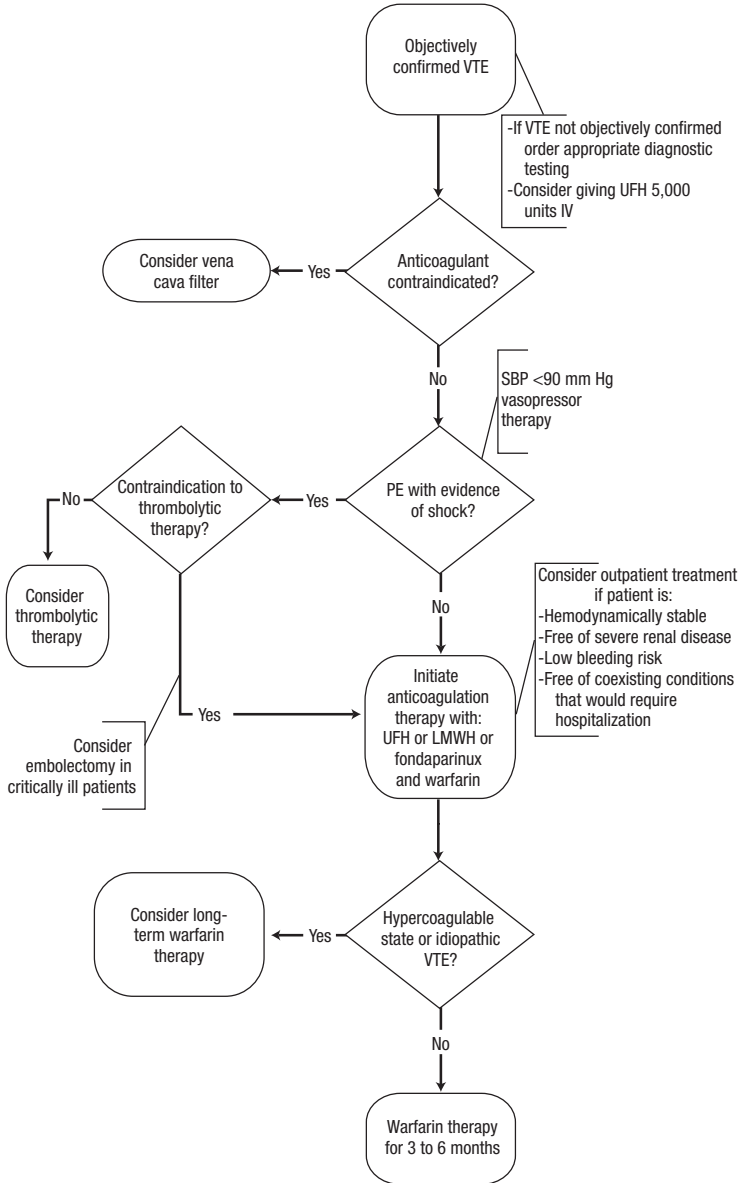 Objectively
confirmed VTE
-If VTE not objectively confirmed
order appropriate diagnostic
testing
-Consider giving UFH 5,000
units IV
Anticoagulant
contraindicated?
Yes
Consider vena
cava filter
No
SBP <90 mm Hg
vasopressor
therapy
PE with evidence
of shock?
Yes
Contraindication to
thrombolytic
therapy?
No
Consider
thrombolytic
therapy
No
Consider outpatient treatment
if patient is:
-Hemodynamically stable
-Free of severe renal disease
-Low bleeding risk
-Free of coexisting conditions
that would require
hospitalization
Yes
Consider
embolectomy in
critically ill patients
Initiate
anticoagulation
therapy with:
UFH or LMWH or
fondaparinux
and warfarin
Hypercoagulable
state or idiopathic
VTE?
Yes
Consider long-
term warfarin
therapy
No
Warfarin therapy
for 3 to 6 months